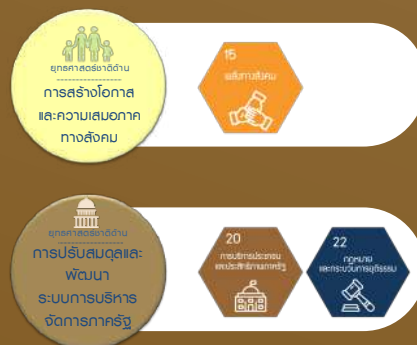 ยุทธศาสตร์ชาติด้าน
การสร้างโอกาส
และความเสมอภาค
ทางสังคม
15
พลังทางสังคม
ยุทธศาสตร์ชาติด้าน
การปรับสมดุลและ
พัฒนา
ระบบการบริหาร
จัดการภาครัฐ
20
การบริการประชาชน
และประสิทธิภาพภาครัฐ
22
กฎหมาย
และกระบวนการยุติธรรม